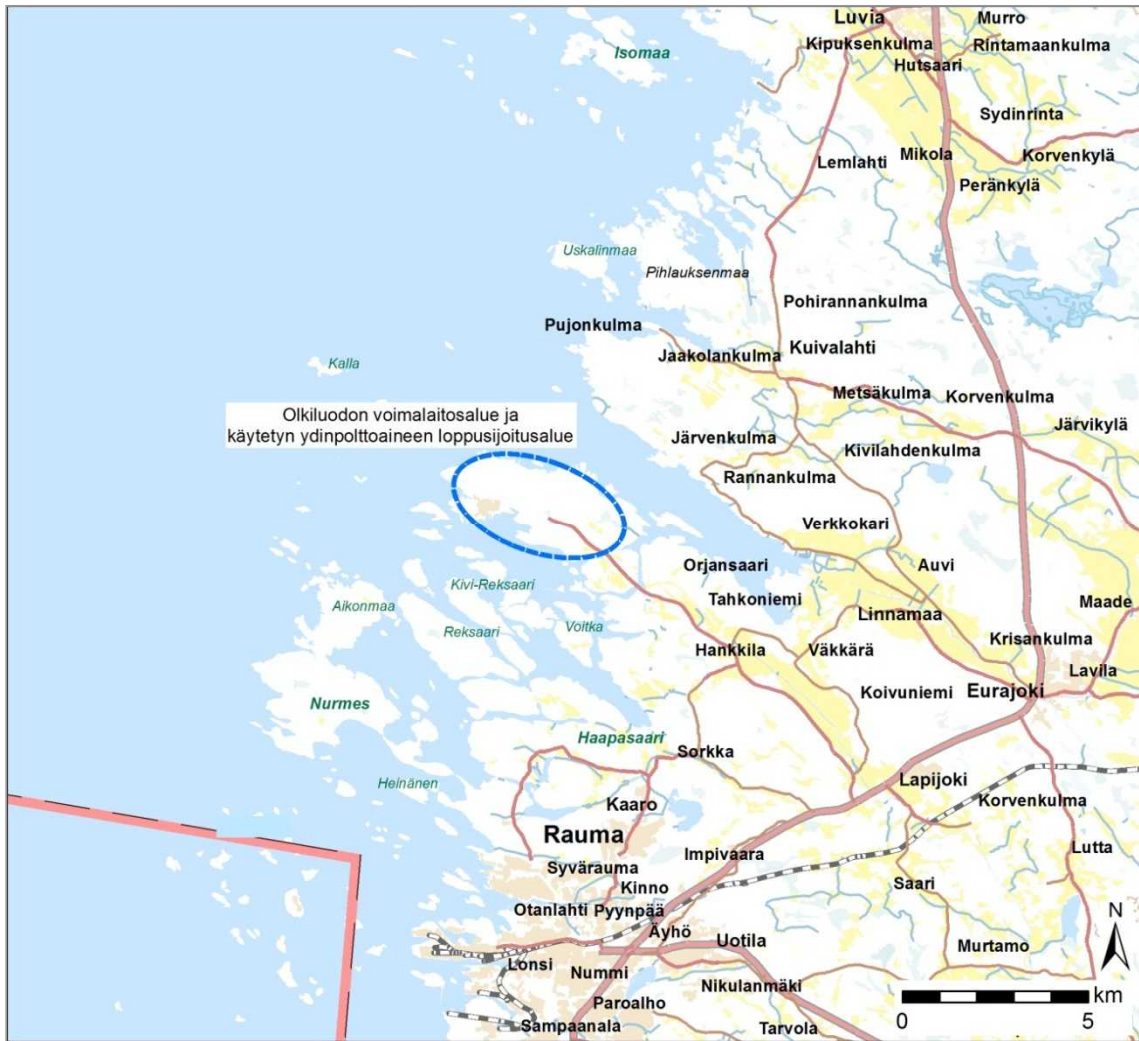 Luvia
Murro
Kipuksenkulma
Rintamaankulma
Isomaa
Hutsaari
Sydinrinta
Lemlahti
Mikola
Korvenkylä
Peränkylä
Uskalinmaa
Pihlauksenmaa
Pohirannankulma
Pujonkulma
Kuivalahti
Jaakolankulma
Kalla
Metsäkulma
Korvenkulma
Olkiluodon voimalaitosalue ja
käytetyn ydinpolttoaineen loppusijoitusalue
Järvikylä
Järvenkulma
Kivilahdenkulma
Rannankulma
Verkkokari
Orjansaari
Auvi
Kivi-Reksaari
Tahkoniemi
Aikonmaa
Linnamaa
Maade
Reksaari
Voitka
Krisankulma
Hankkila
Väkkärä
Lavila
Koivuniemi
Eurajoki
Nurmes
Haapasaari
Sorkka
Heinänen
Lapijoki
Kaaro
Korvenkulma
Rauma
Impivaara
Lutta
Syvärauma
Saari
Kinno
Otanlahti
Pyynpää
N
Äyhö
Uotila
Murtamo
Lonsi
Nummi
Nikulanmäki
km
Paroalho
0
5
Sampaanala
Tarvola